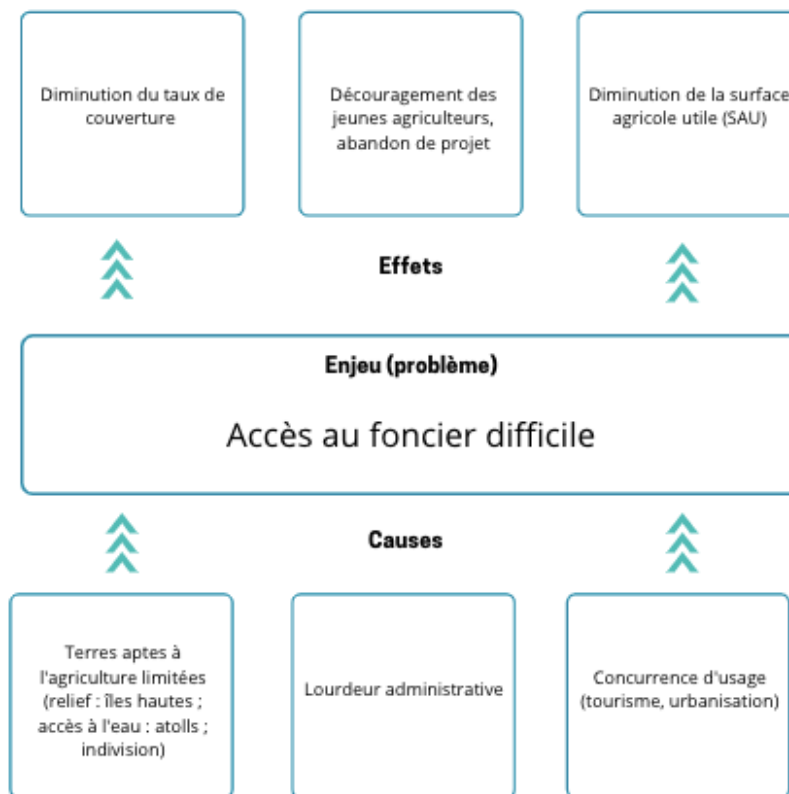 Diminution du taux de
couverture
Découragement des
jeunes agriculteurs,
abandon de projet
Diminution de la surface
agricole utile (SAU)
Effets
Enjeu (problème)
Accès au foncier difficile
Causes
Terres aptes à
l'agriculture limitées
(relief : îles hautes ;
accès à l'eau : atolls ;
indivision)
Lourdeur administrative
Concurrence d'usage
(tourisme, urbanisation)